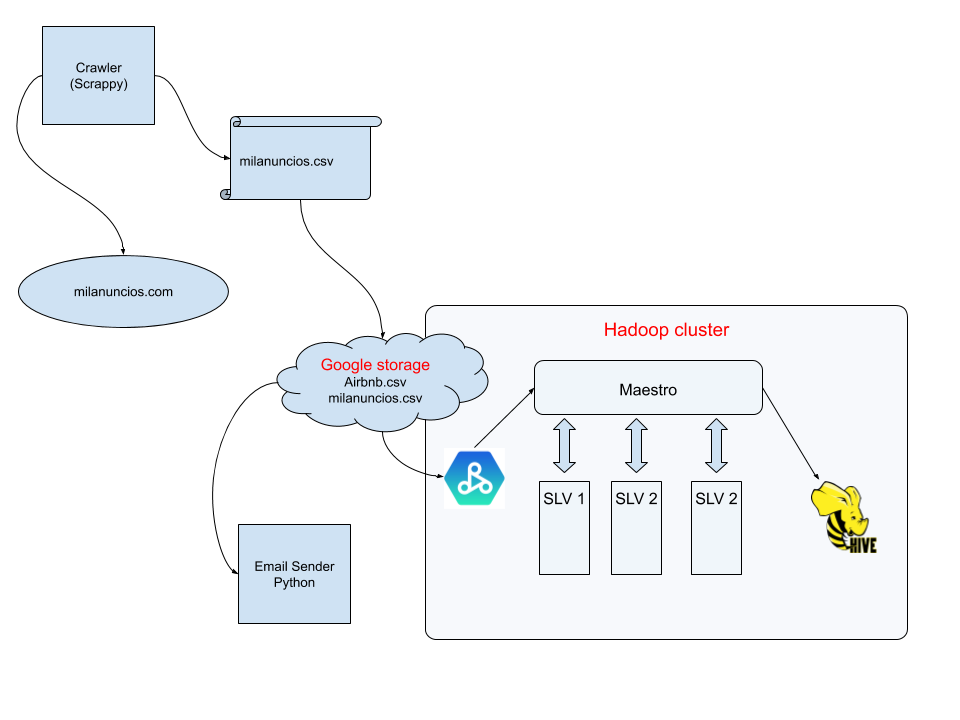 Crawler
(Scrappy)
milanuncios.csv
milanuncios.com
Hadoop cluster
Google storage
Airbnb.csv
milanuncios.csv
Maestro
SLV 1
SLV 2
SLV 2
HIVE
Email Sender
Python